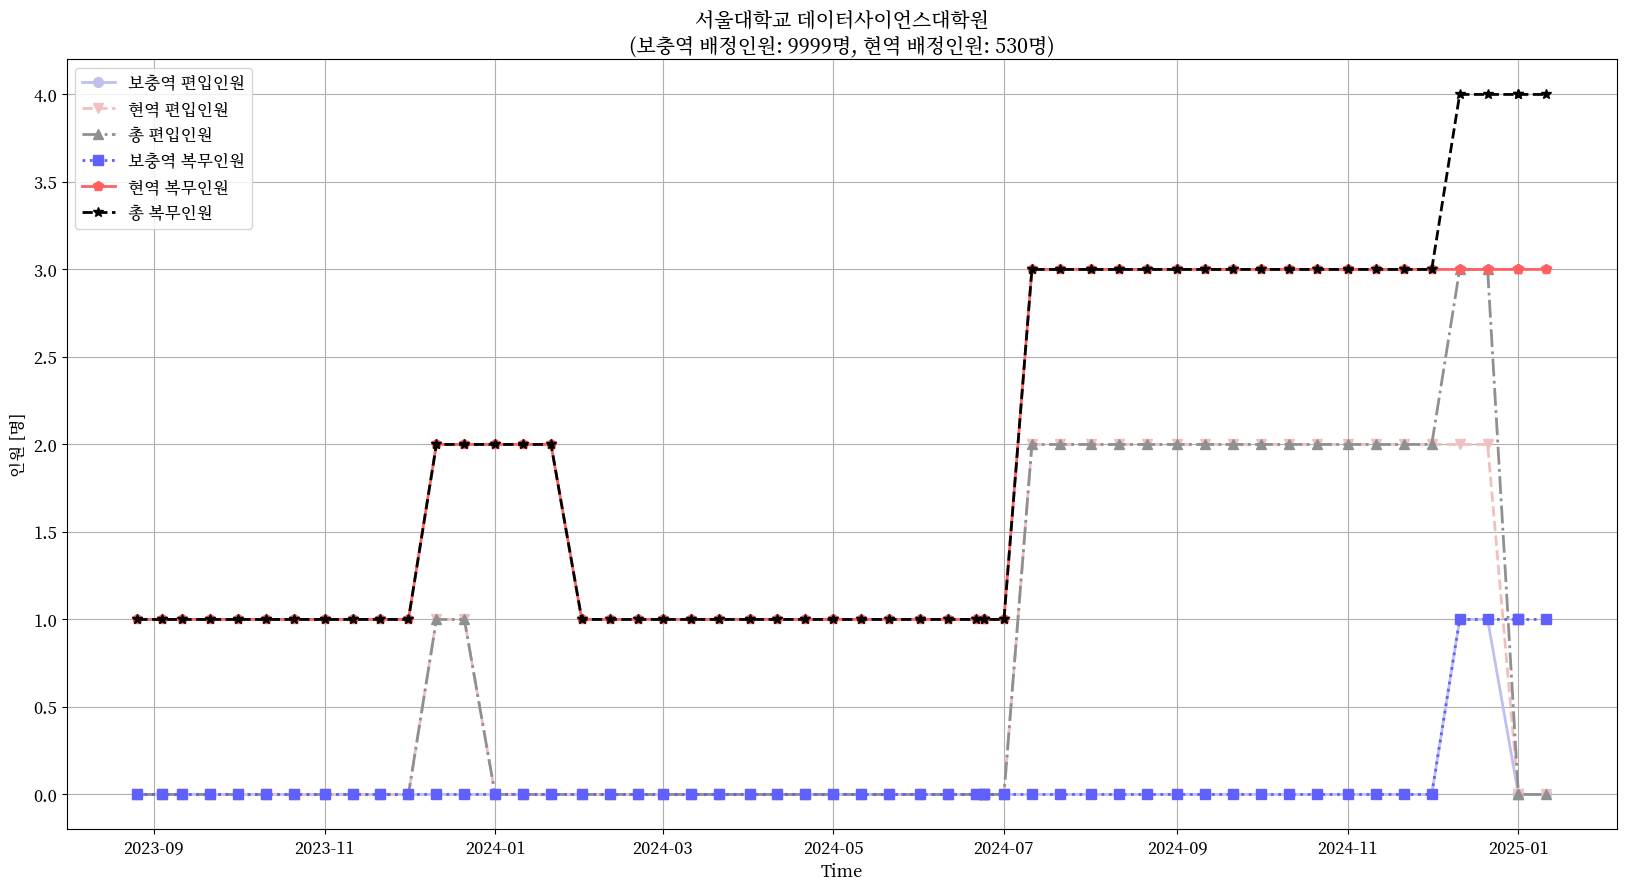 서울대학교 데이터사이언스대학원
(보충역 배정인원: 9999명, 현역 배정인원: 530명)
보충역 편입인원
현역 편입인원
총 편입인원
보충역 복무인원
현역 복무인원
총 복무인원
인원 [명]
4.0
3.5
3.0
2.5
2.0
1.5
1.0
0.5
0.0
2023-09 2023-11 2024-01 2024-03 2024-05 2024-07 2024-09 2024-11 2025-01
Time